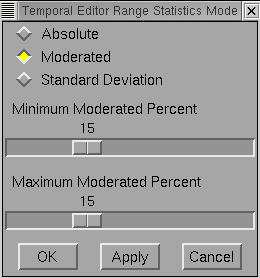 Temporal Editor Range Statistics Mode
Absolute
Moderated
Standard Deviation
Minimum Moderated Percent
15
Maximum Moderated Percent
15
OK Apply Cancel